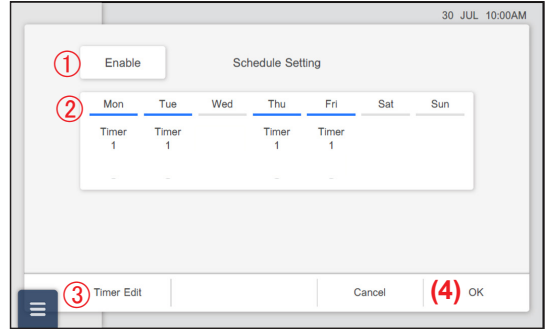 30 JUL 10:00AM
① Enable Schedule Setting
② Mon Tue Wed Thu Fri Sat Sun
Timer Timer Timer Timer
1 1 1 1
.. .. .. ..
③ Timer Edit Cancel (4) OK